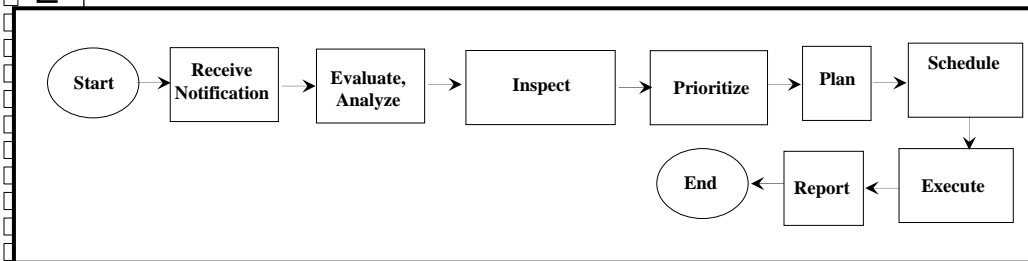 Start
Receive
Notification
Evaluate,
Analyze
Inspect
Prioritize
Plan
Schedule
Execute
Report
End